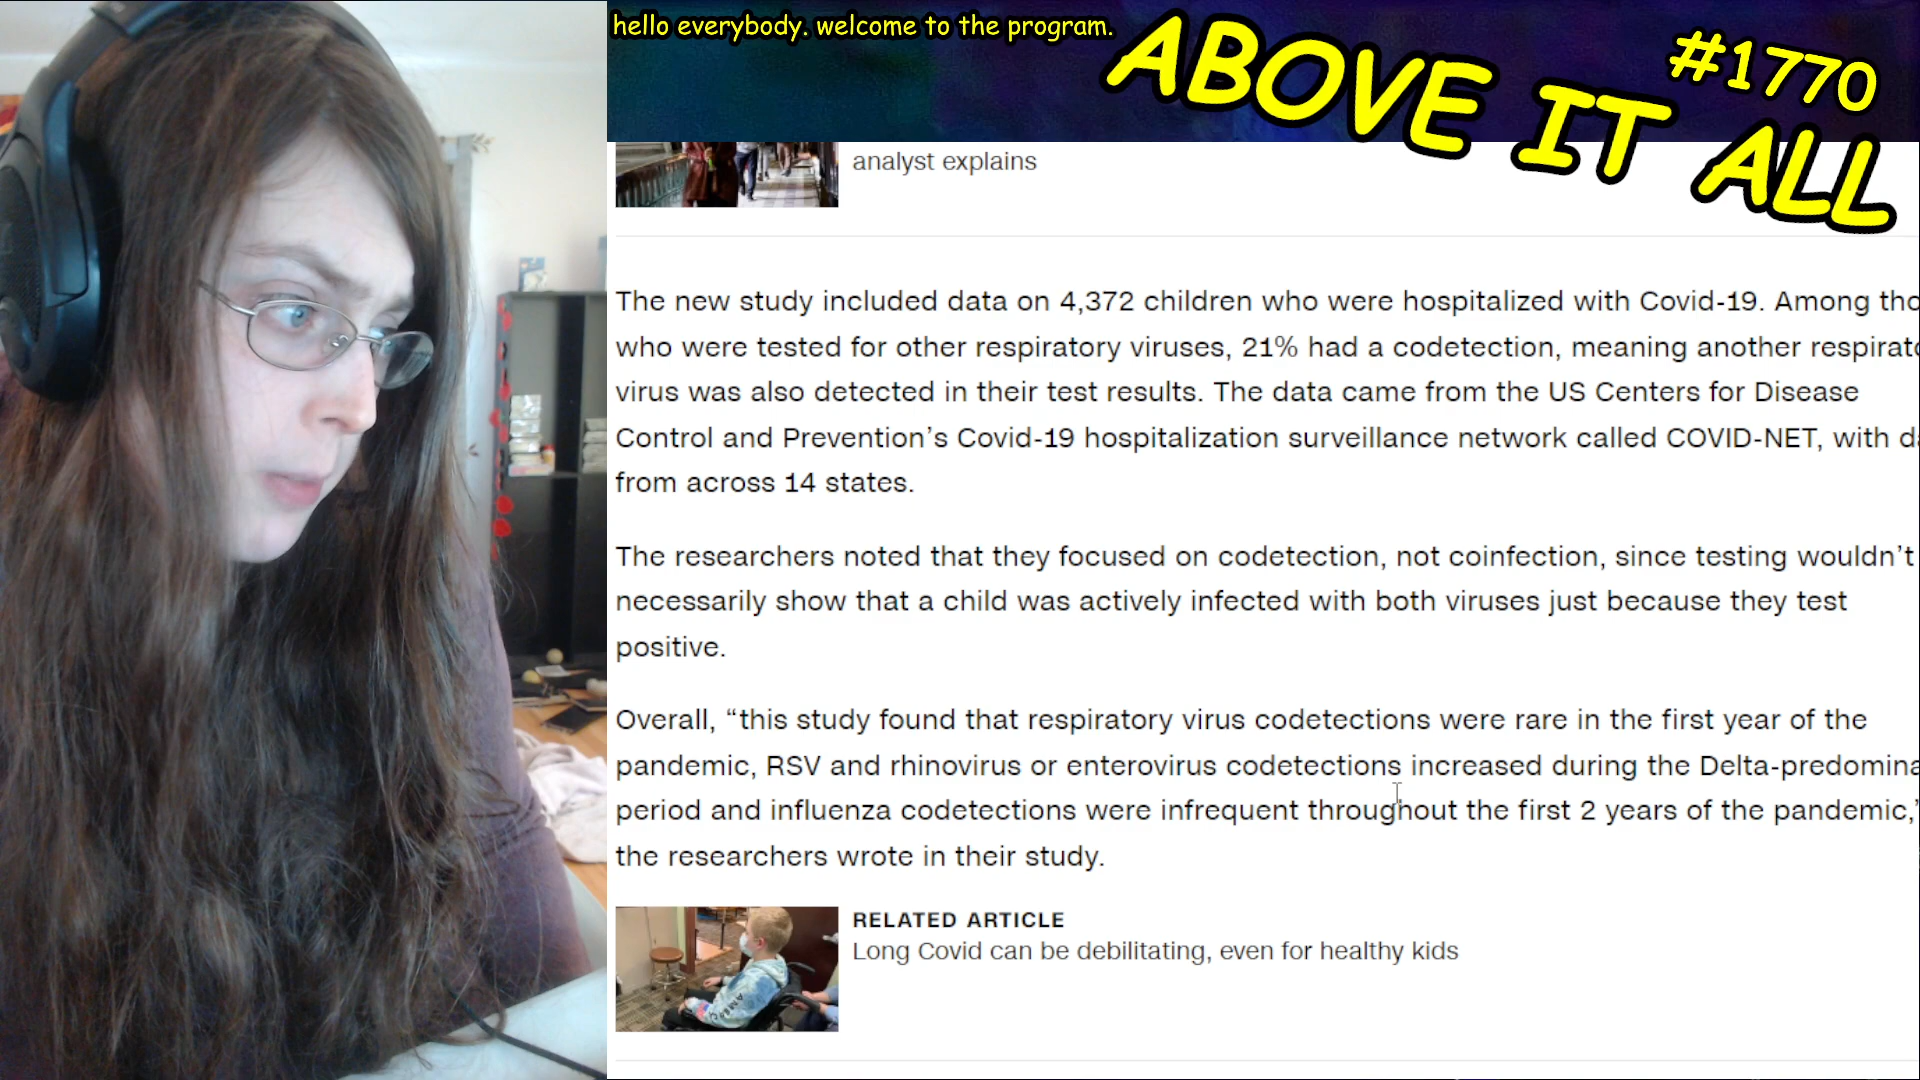 hello everybody. welcome to the program.
ABOVE IT ALL
#1770
analyst explains
The new study included data on 4,372 children who were hospitalized with Covid-19. Among tho
who were tested for other respiratory viruses, 21% had a codetection, meaning another respirato
virus was also detected in their test results. The data came from the US Centers for Disease
Control and Prevention’s Covid-19 hospitalization surveillance network called COVID-NET, with da
from across 14 states.
The researchers noted that they focused on codetection, not coinfection, since testing wouldn’t
necessarily show that a child was actively infected with both viruses just because they test
positive.
Overall, “this study found that respiratory virus codetections were rare in the first year of the
pandemic, RSV and rhinovirus or enterovirus codetections increased during the Delta-predomina
period and influenza codetections were infrequent throughout the first 2 years of the pandemic,”
the researchers wrote in their study.
RELATED ARTICLE
Long Covid can be debilitating, even for healthy kids